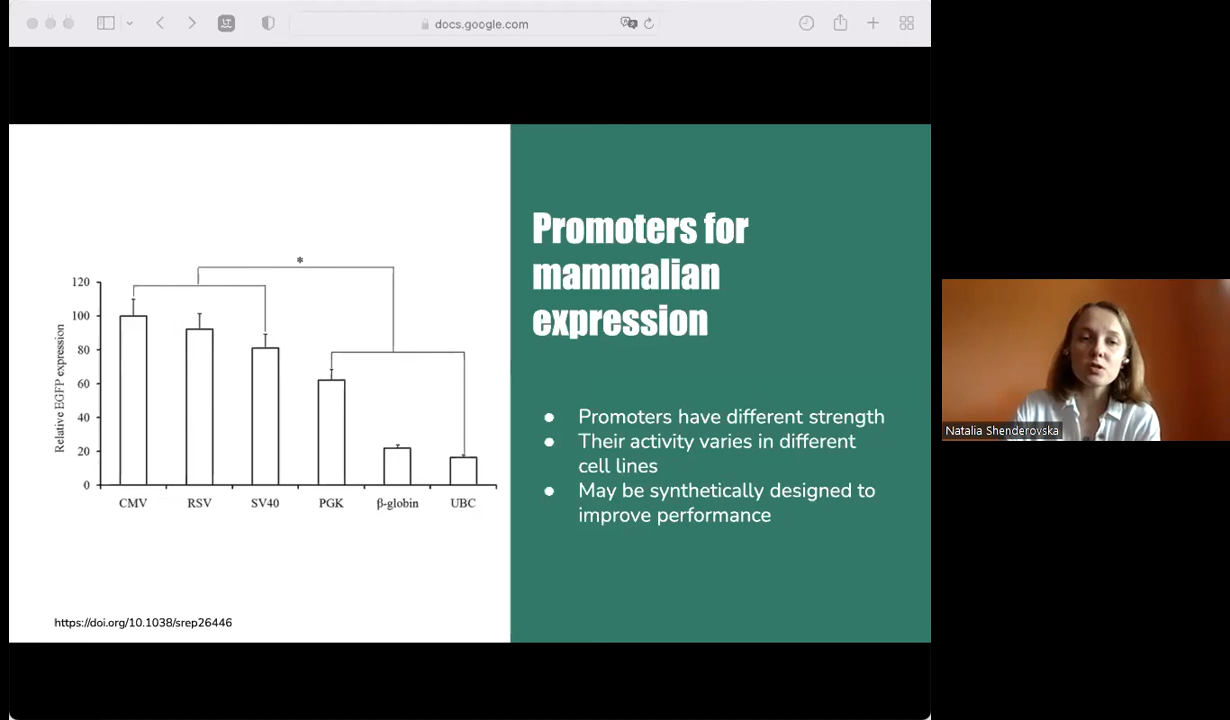 docs.google.com
Promoters for
mammalian
expression
*
120
100
80
60
40
20
0
Relative EGFP expression
CMV RSV SV40 PGK β-globin UBC
● Promoters have different strength
● Their activity varies in different
cell lines
● May be synthetically designed to
improve performance
https://doi.org/10.1038/srep26446
Natalia Shenderovska